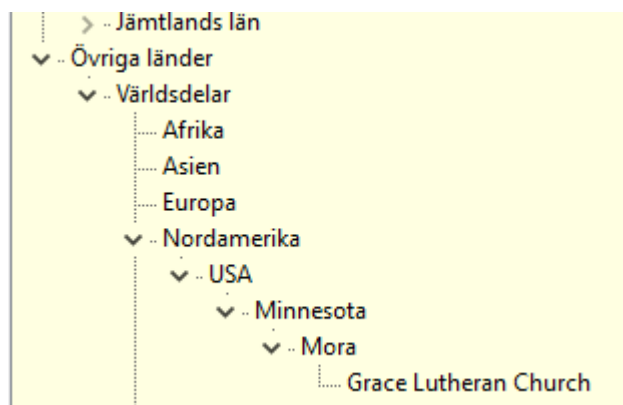 Jämtlands län
Övriga länder
Världsdelar
Afrika
Asien
Europa
Nordamerika
USA
Minnesota
Mora
Grace Lutheran Church